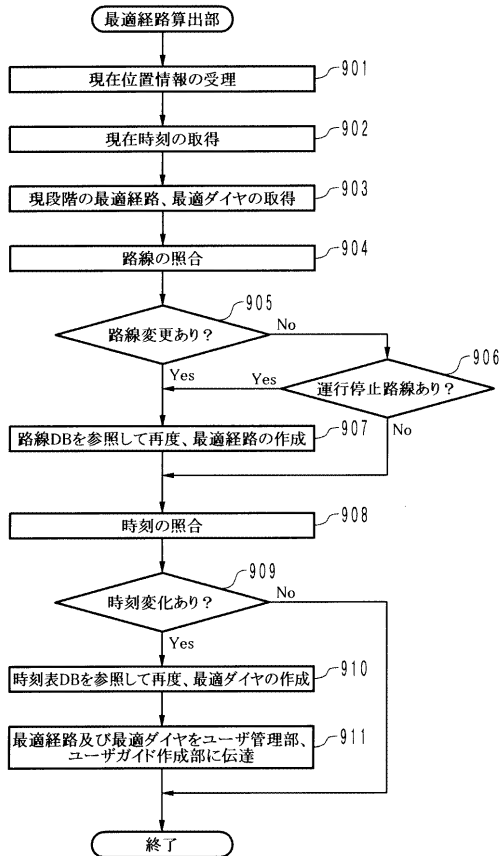 最適経路算出部
現在位置情報の受理
901
現在時刻の取得
902
現段階の最適経路、最適ダイヤの取得
903
路線の照合
904
路線変更あり?
905
No
Yes
運行停止路線あり?
906
Yes
No
路線DBを参照して再度、最適経路の作成
907
時刻の照合
908
時刻変化あり?
909
No
Yes
時刻表DBを参照して再度、最適ダイヤの作成
910
最適経路及び最適ダイヤをユーザ管理部、
ユーザガイド作成部に伝達
911
終了